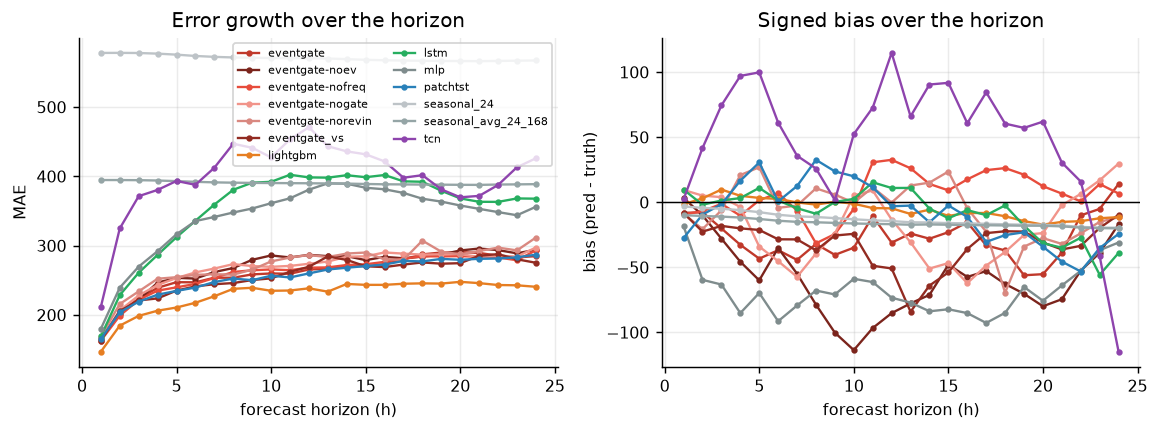 Error growth over the horizon
MAE
500
400
300
200
0
5
10
15
20
25
forecast horizon (h)
eventgate
eventgate-noev
eventgate-nofreq
eventgate-nogate
eventgate-norevin
eventgate_vs
lightgbm
lstm
mlp
patchtst
seasonal_24
seasonal_avg_24_168
tcn
Signed bias over the horizon
bias (pred - truth)
100
50
0
−50
−100
0
5
10
15
20
25
forecast horizon (h)